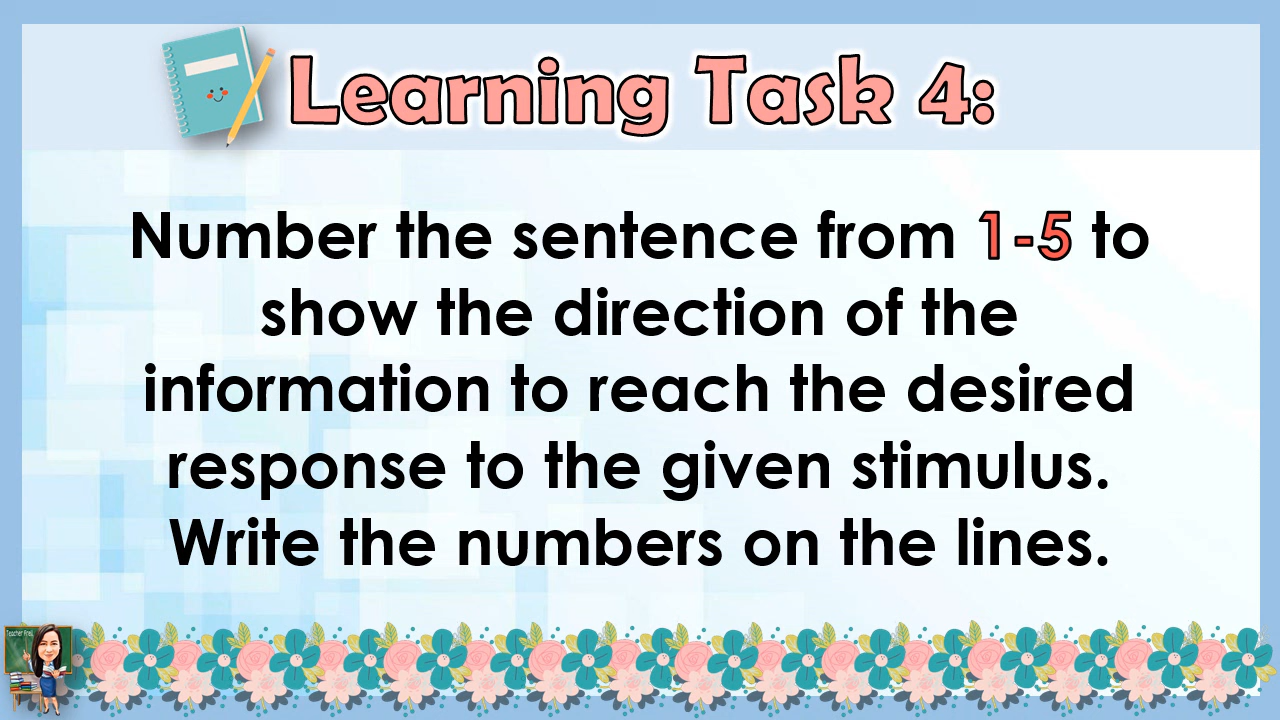 Learning Task 4:
Number the sentence from 1-5 to
show the direction of the
information to reach the desired
response to the given stimulus.
Write the numbers on the lines.